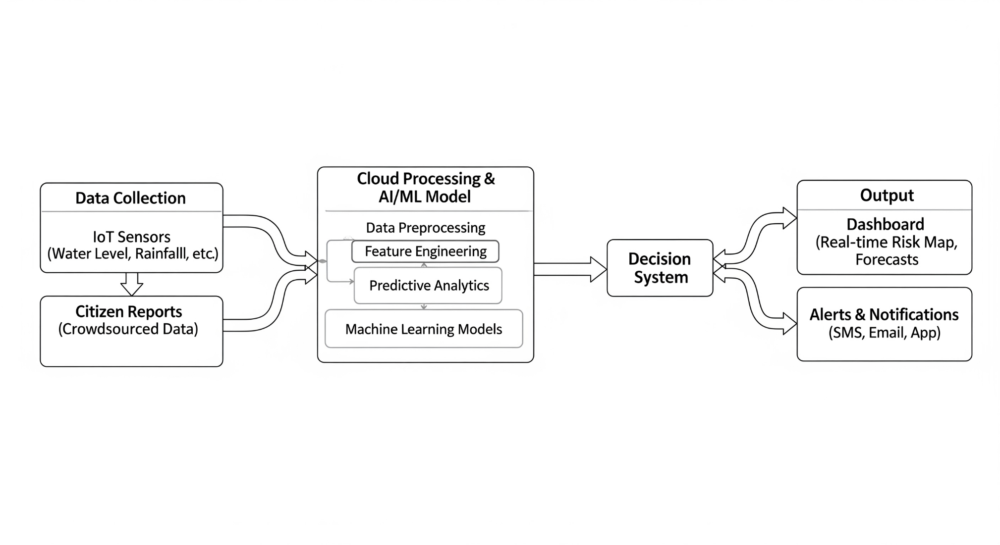 Data Collection
IoT Sensors
(Water Level, Rainfalll, etc.)
Citizen Reports
(Crowdsourced Data)
Cloud Processing &
AI/ML Model
Data Preprocessing
Feature Engineering
Predictive Analytics
Machine Learning Models
Decision
System
Output
Dashboard
(Real-time Risk Map,
Forecasts
Alerts & Notifications
(SMS, Email, App)